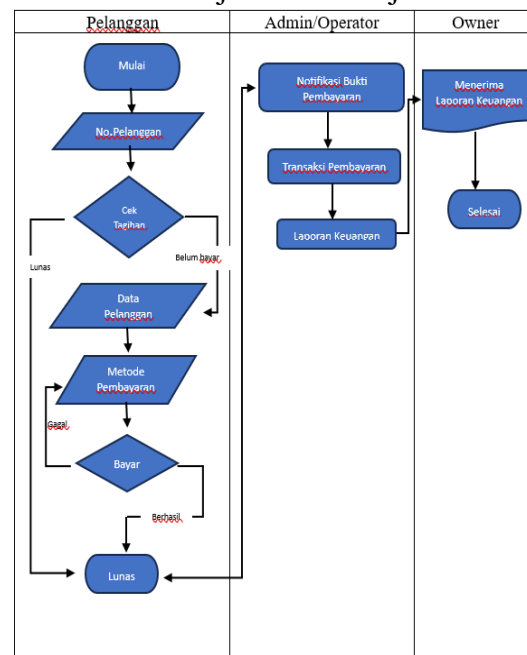 Pelanggan
Admin/Operator
Owner
Mulai
No.Pelanggan
Cek
Tagihan
Lunas
Belum bayar
Data
Pelanggan
Metode
Pembayaran
Gagal
Bayar
Berhasil
Lunas
Notifikasi Bukti
Pembayaran
Transaksi Pembayaran
Laporan Keuangan
Menerima
Laporan Keuangan
Selesai